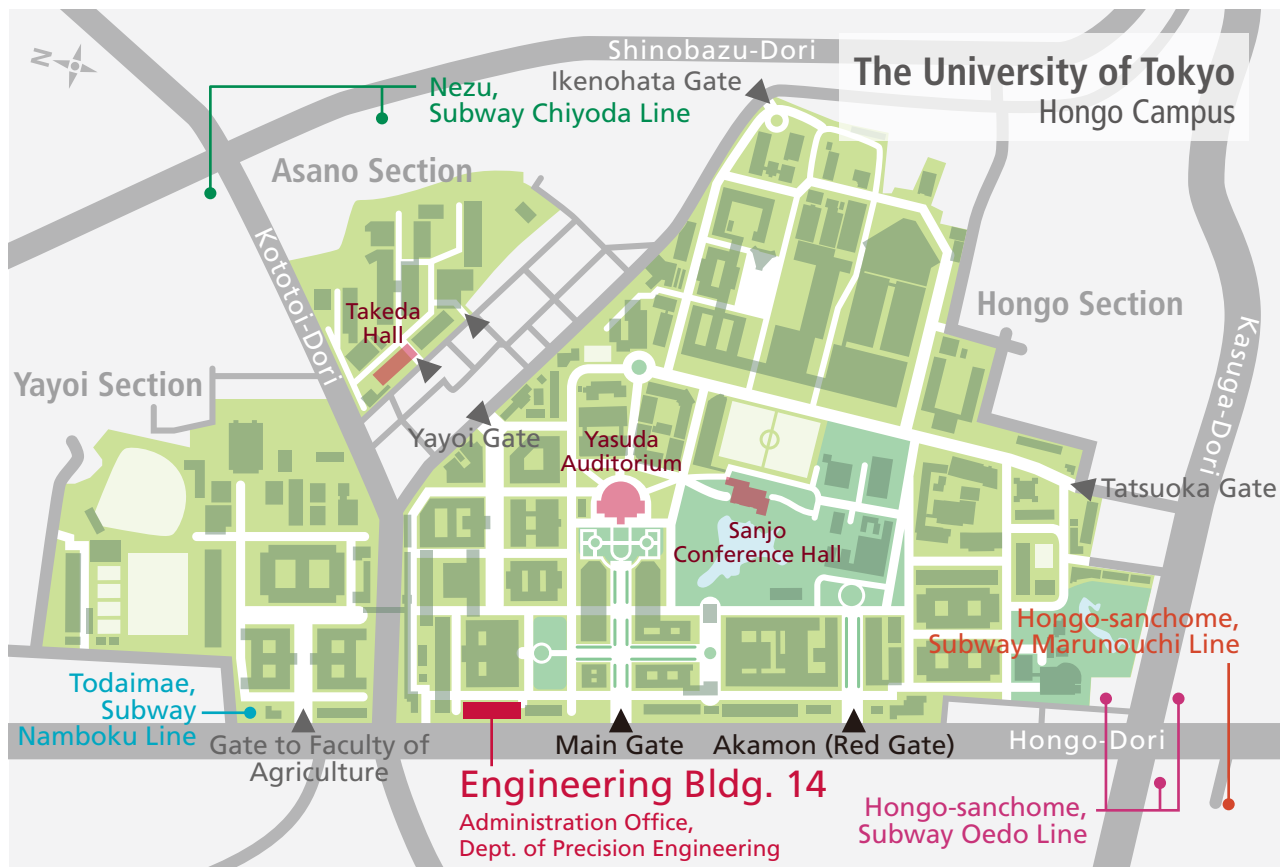 Shinobazu-Dori
The University of Tokyo
Hongo Campus
N
Ikenohata Gate
Nezu,
Subway Chiyoda Line
Asano Section
Kototoi-Dori
Takeda
Hall
Hongo Section
Kasuga-Dori
Yayoi Section
Yayoi Gate
Yasuda
Auditorium
Tatsuoka Gate
Sanjo
Conference Hall
Hongo-sanchome,
Subway Marunouchi Line
Todaimae,
Subway
Namboku Line
Gate to Faculty of
Agriculture
Main Gate
Akamon (Red Gate)
Hongo-Dori
Engineering Bldg. 14
Administration Office,
Dept. of Precision Engineering
Hongo-sanchome,
Subway Oedo Line